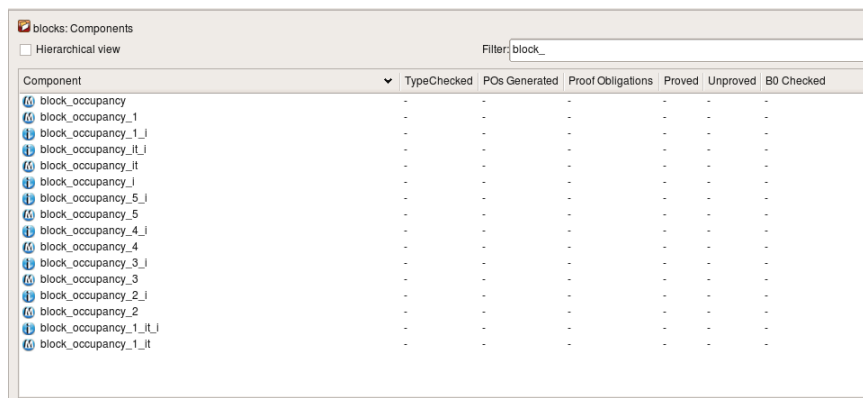 blocks: Components
Hierarchical view Filter: block_
Component TypeChecked POs Generated Proof Obligations Proved Unproved B0 Checked
block_occupancy - - - - - -
block_occupancy_1 - - - - - -
block_occupancy_1_i - - - - - -
block_occupancy_it_i - - - - - -
block_occupancy_it - - - - - -
block_occupancy_i - - - - - -
block_occupancy_5_i - - - - - -
block_occupancy_5 - - - - - -
block_occupancy_4_i - - - - - -
block_occupancy_4 - - - - - -
block_occupancy_3_i - - - - - -
block_occupancy_3 - - - - - -
block_occupancy_2_i - - - - - -
block_occupancy_2 - - - - - -
block_occupancy_1_it_i - - - - - -
block_occupancy_1_it - - - - - -